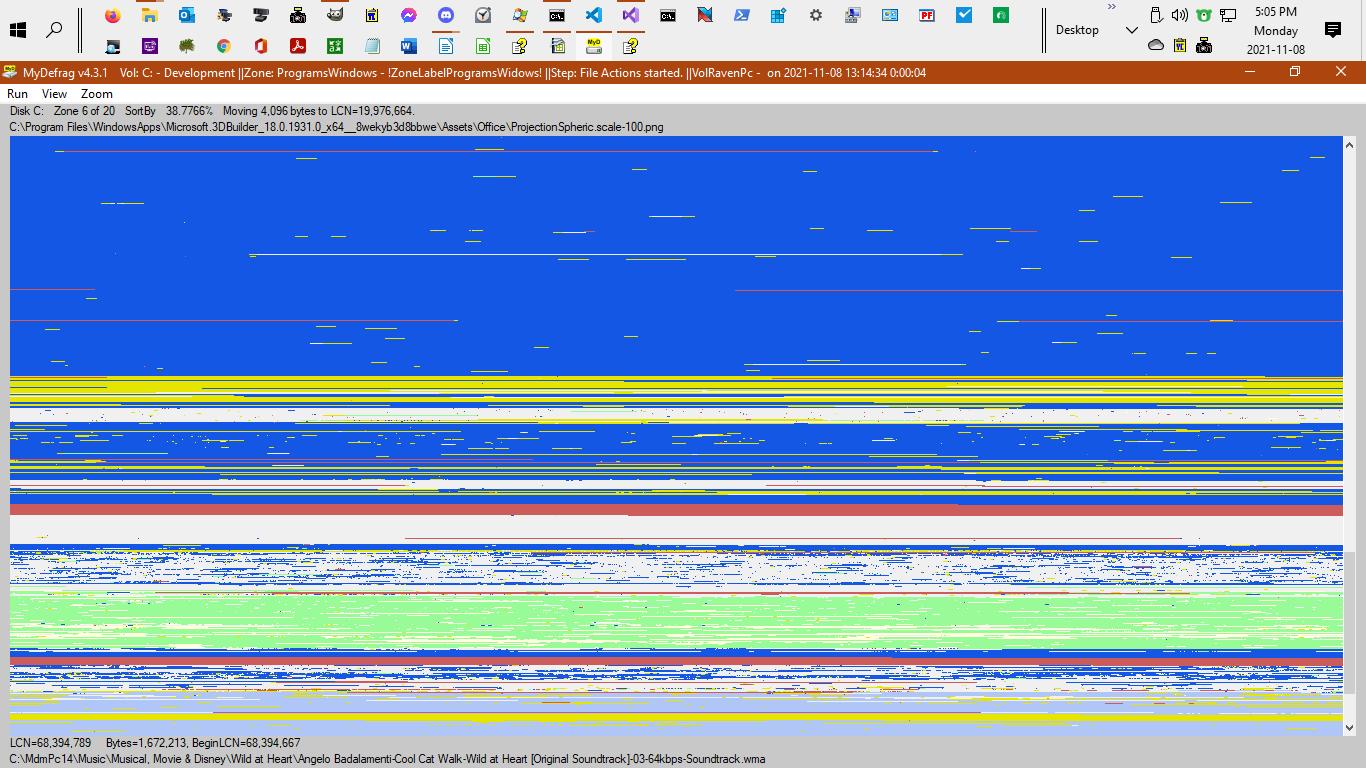 5:05 PM
Desktop
Monday
2021-11-08
MyDefrag v4.3.1 Vol: C: - Development ||Zone: ProgramsWindows - !ZoneLabelProgramsWidows! ||Step: File Actions started. ||VolRavenPc - on 2021-11-08 13:14:34 0:00:04
Run View Zoom
Disk C: Zone 6 of 20 SortBy 38.7766% Moving 4,096 bytes to LCN=19,976,664.
C:\Program Files\WindowsApps\Microsoft.3DBuilder_18.0.1931.0_x64__8wekyb3d8bbwe\Assets\Office\ProjectionSpheric.scale-100.png
LCN=68,394,789 Bytes=1,672,213, BeginLCN=68,394,667
C:\MdmPc14\Music\Musical, Movie & Disney\Wild at Heart\Angelo Badalamenti-Cool Cat Walk-Wild at Heart [Original Soundtrack]-03-64kbps-Soundtrack.wma